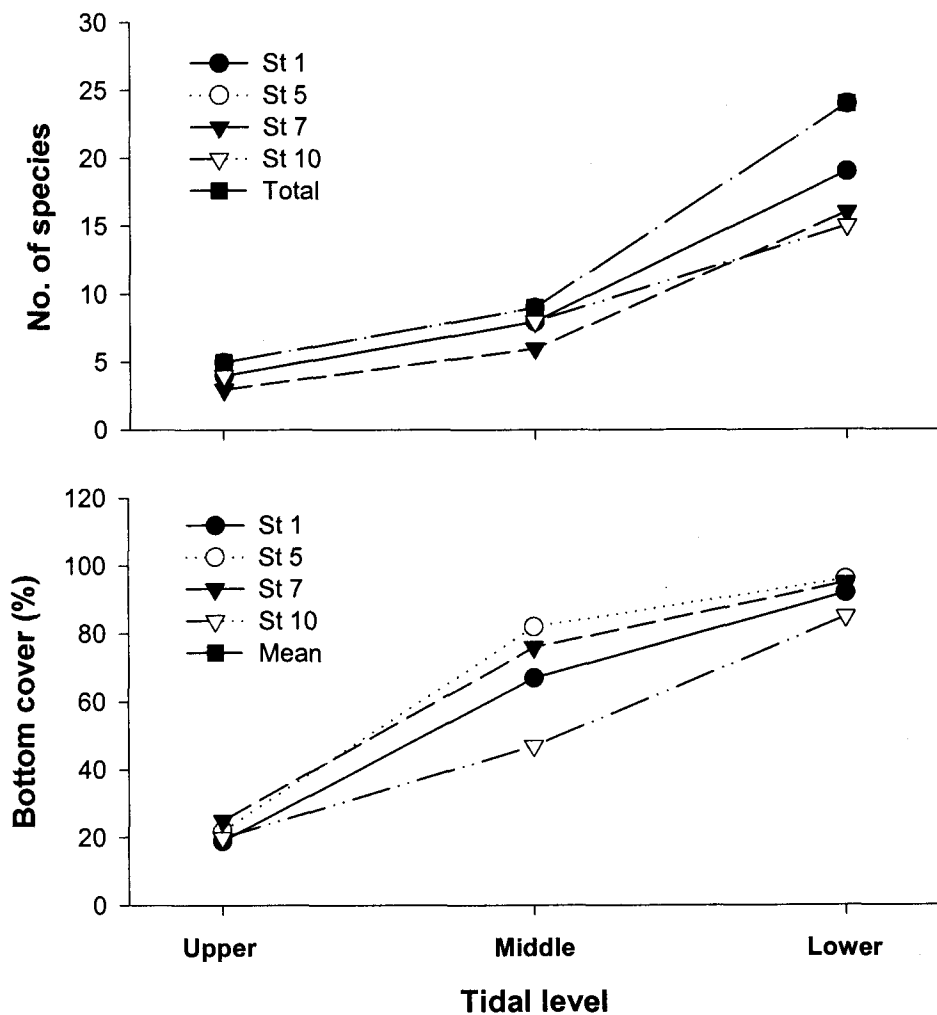 No. of species
30
25
20
15
10
5
0
St 1
St 5
St 7
St 10
Total
Bottom cover (%)
120
100
80
60
40
20
0
St 1
St 5
St 7
St 10
Mean
Upper Middle Lower
Tidal level